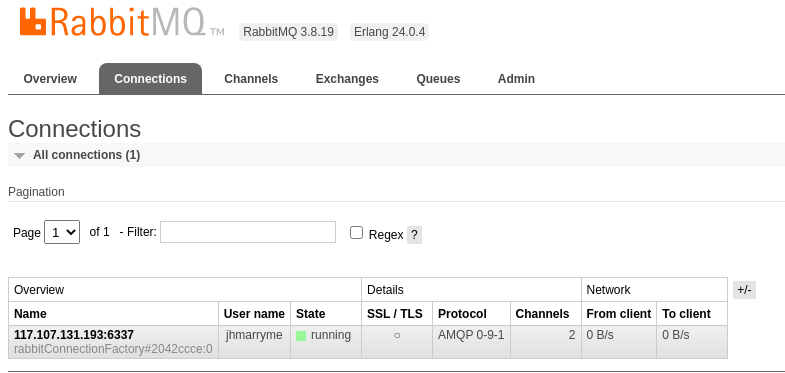 RabbitMQ TM RabbitMQ 3.8.19 Erlang 24.0.4
Overview Connections Channels Exchanges Queues Admin
Connections
All connections (1)
Pagination
Page 1 of 1 - Filter: Regex ?
Overview Details Network +/-
Name User name State SSL / TLS Protocol Channels From client To client
117.107.131.193:6337 jhmarryme running ○ AMQP 0-9-1 2 0 B/s 0 B/s
rabbitConnectionFactory#2042ccce:0